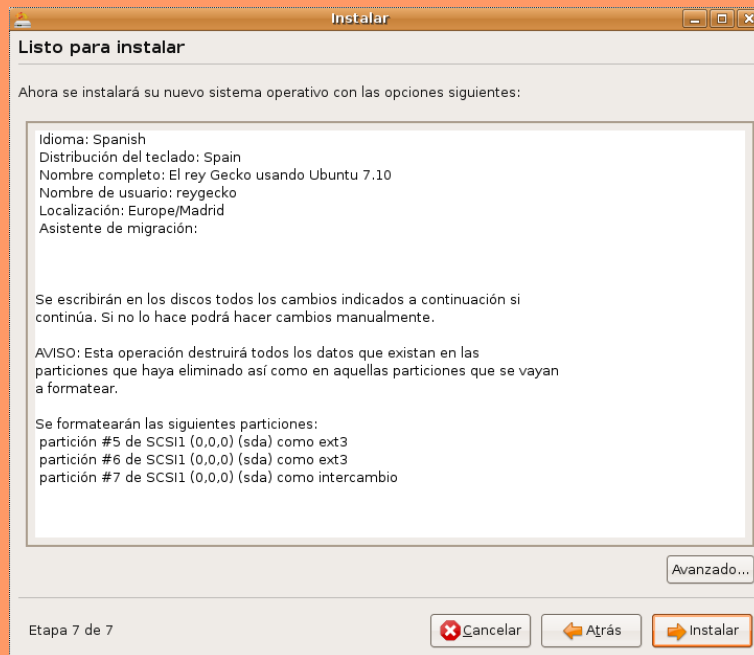 Instalar
Listo para instalar
Ahora se instalará su nuevo sistema operativo con las opciones siguientes:
Idioma: Spanish
Distribución del teclado: Spain
Nombre completo: El rey Gecko usando Ubuntu 7.10
Nombre de usuario: reygecko
Localización: Europe/Madrid
Asistente de migración:
Se escribirán en los discos todos los cambios indicados a continuación si
continúa. Si no lo hace podrá hacer cambios manualmente.
AVISO: Esta operación destruirá todos los datos que existan en las
particiones que haya eliminado así como en aquellas particiones que se vayan
a formatear.
Se formatearán las siguientes particiones:
partición #5 de SCSI1 (0,0,0) (sda) como ext3
partición #6 de SCSI1 (0,0,0) (sda) como ext3
partición #7 de SCSI1 (0,0,0) (sda) como intercambio
Avanzado...
Etapa 7 de 7
Cancelar
Atrás
Instalar